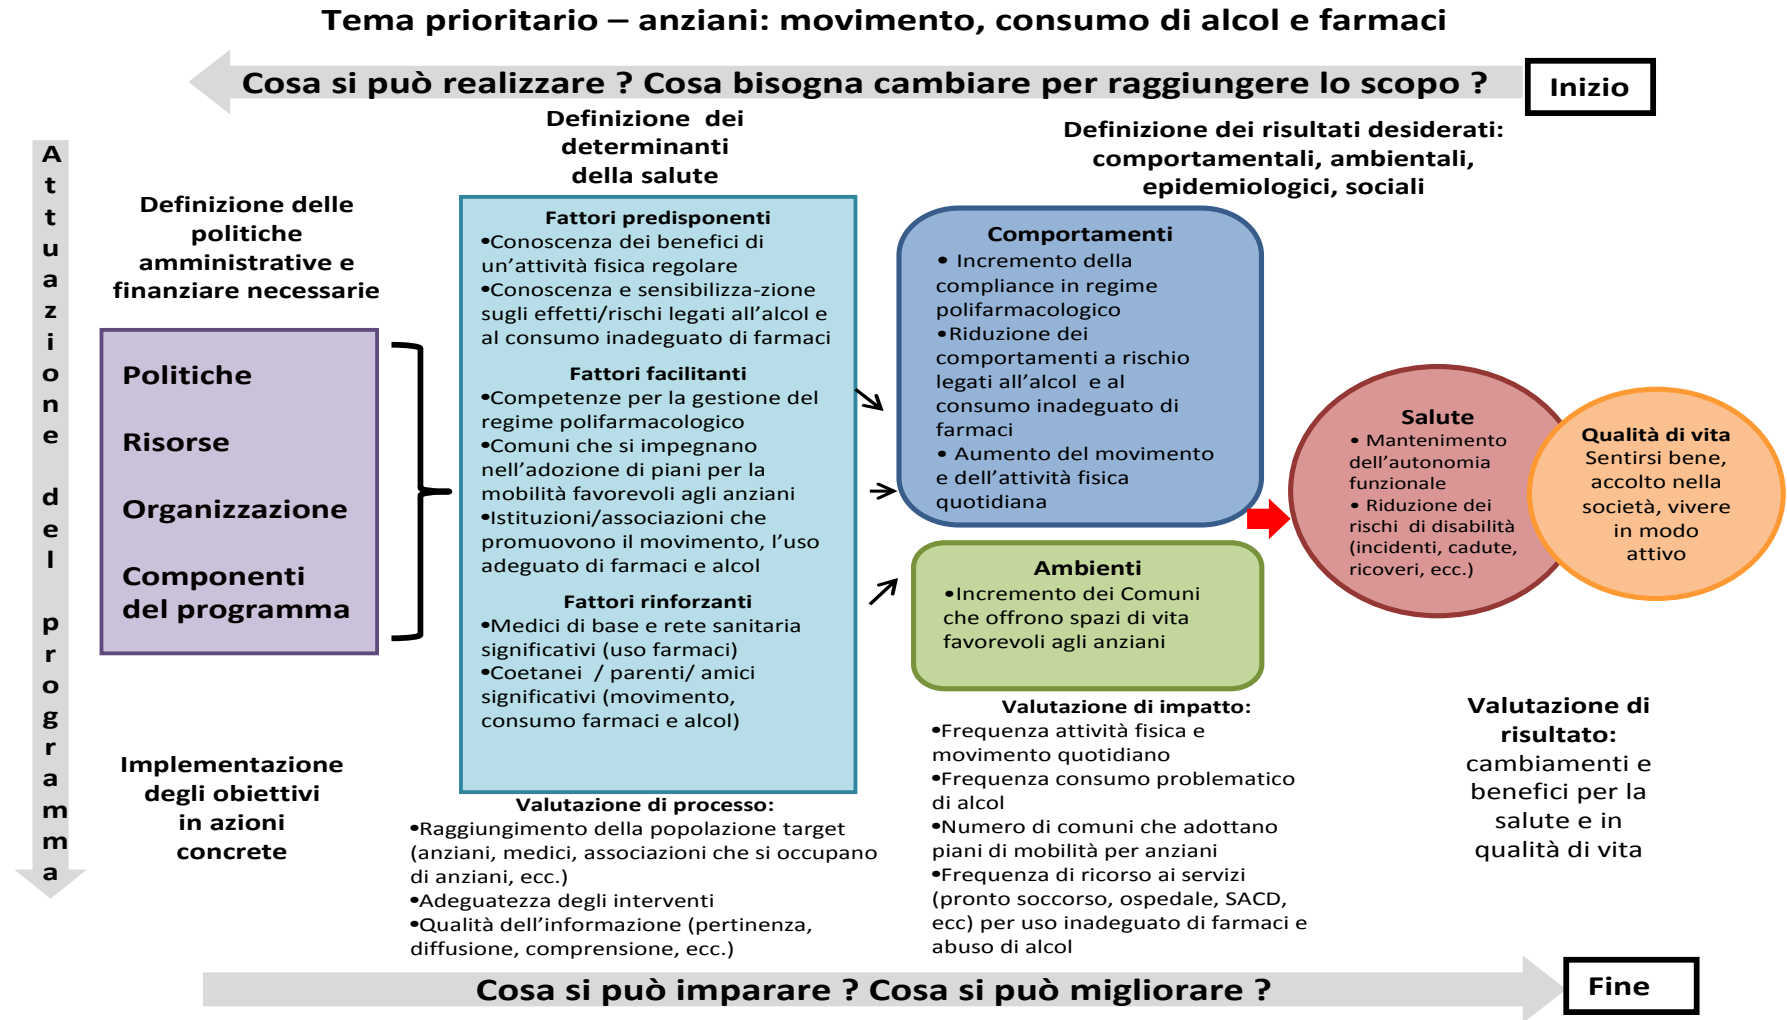 Tema prioritario – anziani: movimento, consumo di alcol e farmaci
Cosa si può realizzare ? Cosa bisogna cambiare per raggiungere lo scopo ?
Inizio
Attuazione del programma
Definizione delle
politiche
amministrative e
finanziare necessarie
Politiche
Risorse
Organizzazione
Componenti
del programma
Implementazione
degli obiettivi
in azioni
concrete
Definizione dei
determinanti
della salute
Fattori predisponenti
•Conoscenza dei benefici di
un’attività fisica regolare
•Conoscenza e sensibilizza-zione
sugli effetti/rischi legati all’alcol e
al consumo inadeguato di farmaci
Fattori facilitanti
•Competenze per la gestione del
regime polifarmacologico
•Comuni che si impegnano
nell’adozione di piani per la
mobilità favorevoli agli anziani
•Istituzioni/associazioni che
promuovono il movimento, l’uso
adeguato di farmaci e alcol
Fattori rinforzanti
•Medici di base e rete sanitaria
significativi (uso farmaci)
•Coetanei / parenti/ amici
significativi (movimento,
consumo farmaci e alcol)
Valutazione di processo:
•Raggiungimento della popolazione target
(anziani, medici, associazioni che si occupano
di anziani, ecc.)
•Adeguatezza degli interventi
•Qualità dell’informazione (pertinenza,
diffusione, comprensione, ecc.)
Definizione dei risultati desiderati:
comportamentali, ambientali,
epidemiologici, sociali
Comportamenti
• Incremento della
compliance in regime
polifarmacologico
•Riduzione dei
comportamenti a rischio
legati all’alcol e al
consumo inadeguato di
farmaci
• Aumento del movimento
e dell’attività fisica
quotidiana
Ambienti
•Incremento dei Comuni
che offrono spazi di vita
favorevoli agli anziani
Valutazione di impatto:
•Frequenza attività fisica e
movimento quotidiano
•Frequenza consumo problematico
di alcol
•Numero di comuni che adottano
piani di mobilità per anziani
•Frequenza di ricorso ai servizi
(pronto soccorso, ospedale, SACD,
ecc) per uso inadeguato di farmaci e
abuso di alcol
Salute
• Mantenimento
dell’autonomia
funzionale
• Riduzione dei
rischi di disabilità
(incidenti, cadute,
ricoveri, ecc.)
Qualità di vita
Sentirsi bene,
accolto nella
società, vivere
in modo
attivo
Valutazione di
risultato:
cambiamenti e
benefici per la
salute e in
qualità di vita
Cosa si può imparare ? Cosa si può migliorare ?
Fine